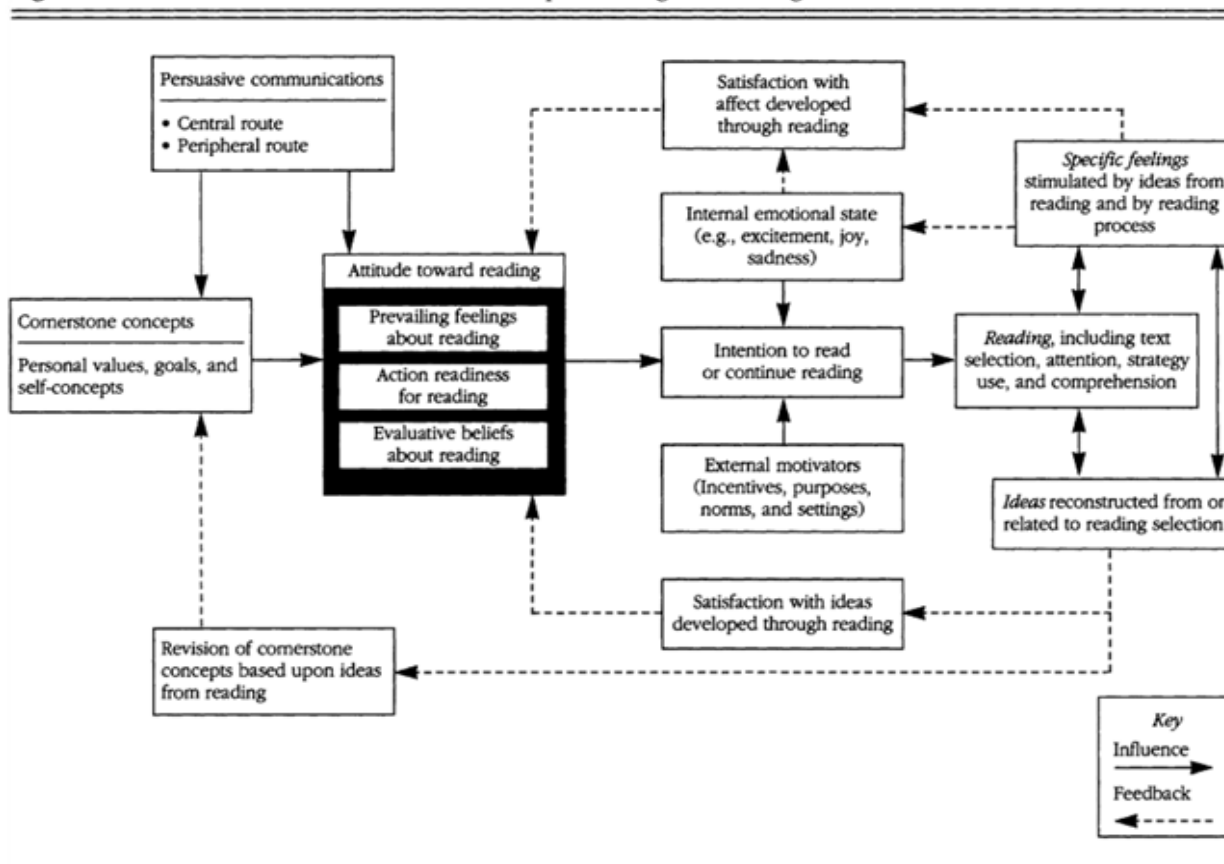 Persuasive communications
• Central route
• Peripheral route
Satisfaction with
affect developed
through reading
Specific feelings
stimulated by ideas from
reading and by reading
process
Internal emotional state
(e.g., excitement, joy,
sadness)
Attitude toward reading
Prevailing feelings
about reading
Action readiness
for reading
Evaluative beliefs
about reading
Cornerstone concepts
Personal values, goals, and
self-concepts
Intention to read
or continue reading
Reading, including text
selection, attention, strategy
use, and comprehension
External motivators
(Incentives, purposes,
norms, and settings)
Ideas reconstructed from or
related to reading selection
Satisfaction with ideas
developed through reading
Revision of cornerstone
concepts based upon ideas
from reading
Key
Influence
Feedback